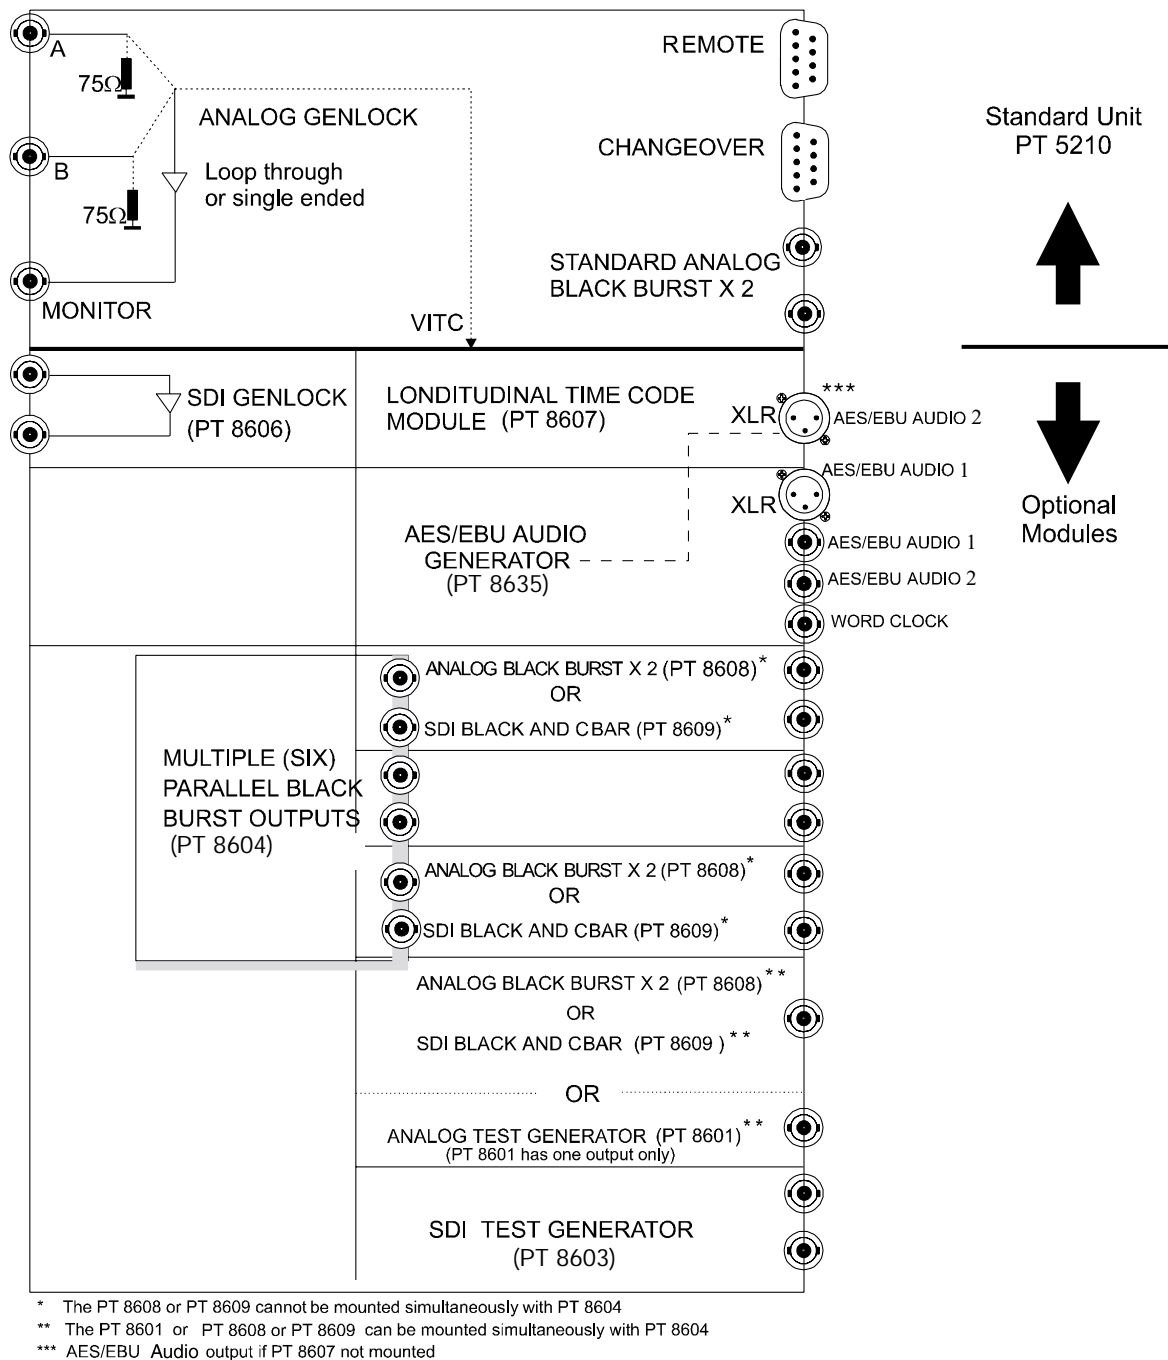 A
75Ω
ANALOG GENLOCK
B
Loop through
or single ended
75Ω
MONITOR
VITC
REMOTE
CHANGEOVER
STANDARD ANALOG
BLACK BURST X 2
Standard Unit
PT 5210
SDI GENLOCK
(PT 8606)
LONDITUDINAL TIME CODE
MODULE (PT 8607)
XLR
***
AES/EBU AUDIO 2
AES/EBU AUDIO 1
XLR
Optional
Modules
AES/EBU AUDIO
GENERATOR
(PT 8635)
AES/EBU AUDIO 1
AES/EBU AUDIO 2
WORD CLOCK
ANALOG BLACK BURST X 2 (PT 8608)*
OR
SDI BLACK AND CBAR (PT 8609)*
MULTIPLE (SIX)
PARALLEL BLACK
BURST OUTPUTS
(PT 8604)
ANALOG BLACK BURST X 2 (PT 8608)*
OR
SDI BLACK AND CBAR (PT 8609)*
ANALOG BLACK BURST X 2 (PT 8608)**
OR
SDI BLACK AND CBAR (PT 8609 )**
OR
ANALOG TEST GENERATOR (PT 8601)**
(PT 8601 has one output only)
SDI TEST GENERATOR
(PT 8603)
* The PT 8608 or PT 8609 cannot be mounted simultaneously with PT 8604
** The PT 8601 or PT 8608 or PT 8609 can be mounted simultaneously with PT 8604
*** AES/EBU Audio output if PT 8607 not mounted